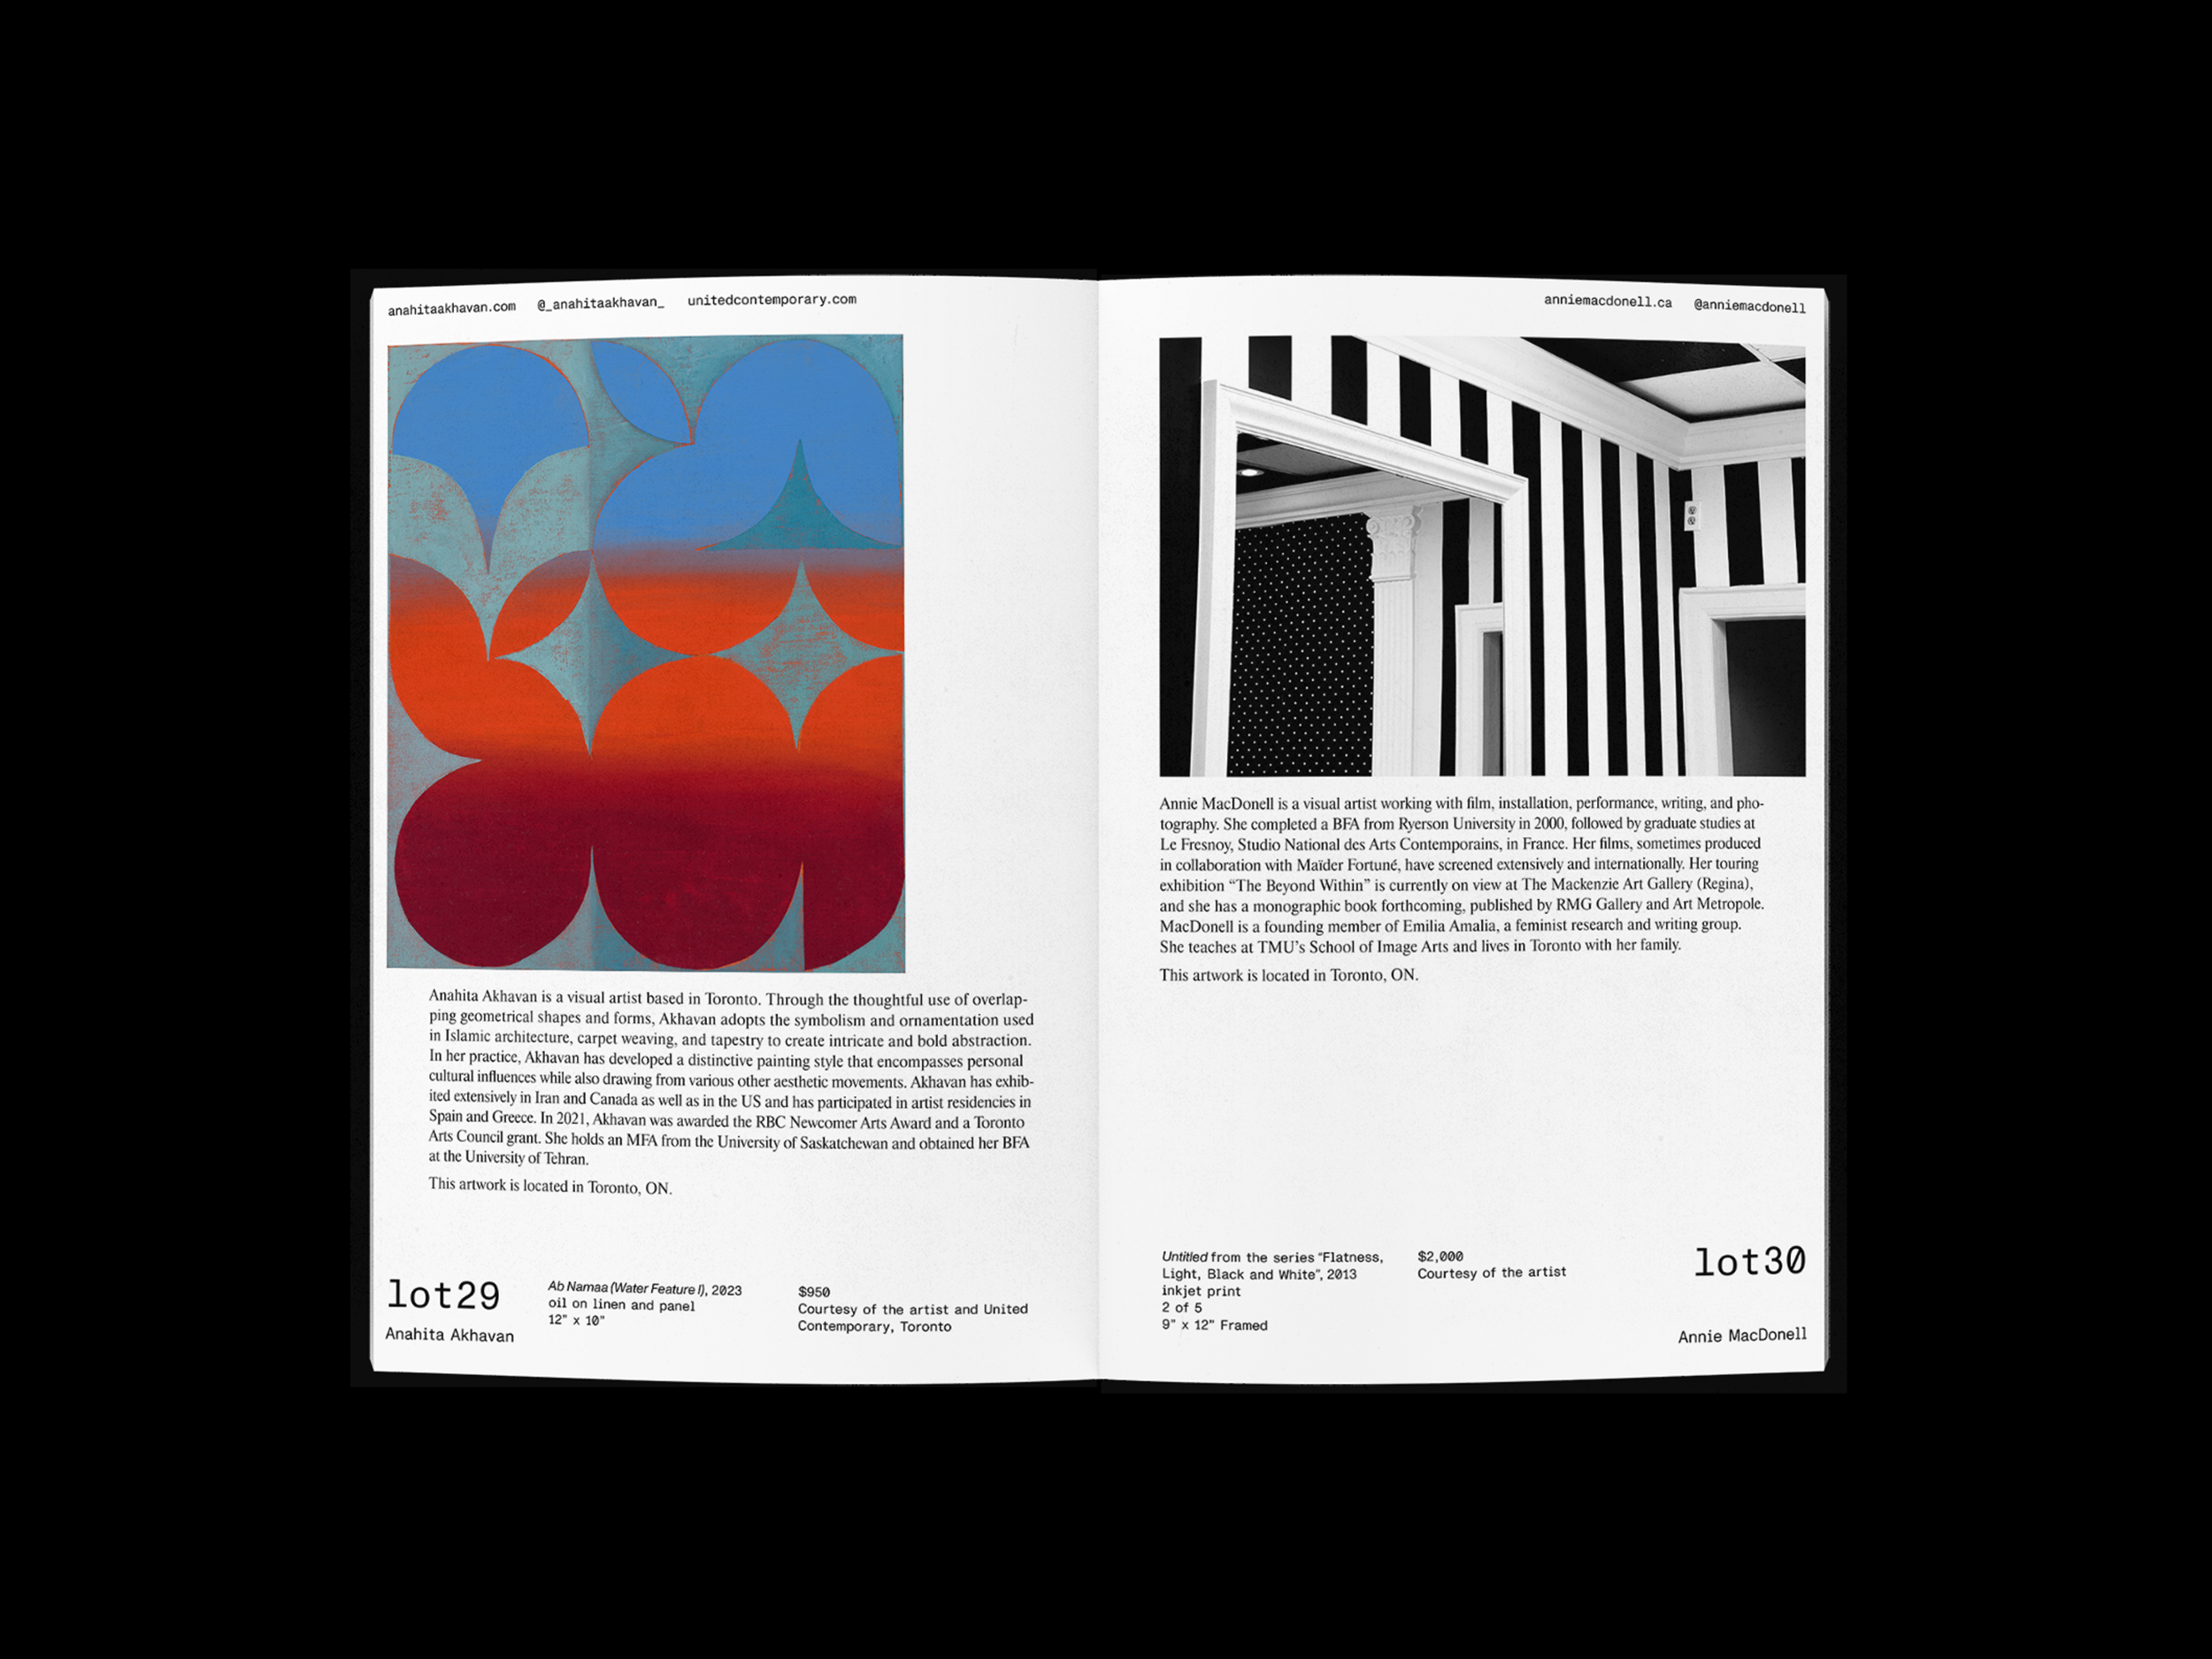 anahitaakhavan.com @_anahitaakhavan_ unitedcontemporary.com
Anahita Akhavan is a visual artist based in Toronto. Through the thoughtful use of overlap-
ping geometrical shapes and forms, Akhavan adopts the symbolism and ornamentation used
in Islamic architecture, carpet weaving, and tapestry to create intricate and bold abstraction.
In her practice, Akhavan has developed a distinctive painting style that encompasses personal
cultural influences while also drawing from various other aesthetic movements. Akhavan has exhib-
ited extensively in Iran and Canada as well as in the US and has participated in artist residencies in
Spain and Greece. In 2021, Akhavan was awarded the RBC Newcomer Arts Award and a Toronto
Arts Council grant. She holds an MFA from the University of Saskatchewan and obtained her BFA
at the University of Tehran.
This artwork is located in Toronto, ON.
lot29
Anahita Akhavan
Ab Namaa (Water Feature I), 2023
oil on linen and panel
12" x 10"
$950
Courtesy of the artist and United
Contemporary, Toronto
anniemacdonell.ca @anniemacdonell
Annie MacDonell is a visual artist working with film, installation, performance, writing, and pho-
tography. She completed a BFA from Ryerson University in 2000, followed by graduate studies at
Le Fresnoy, Studio National des Arts Contemporains, in France. Her films, sometimes produced
in collaboration with Maïder Fortuné, have screened extensively and internationally. Her touring
exhibition “The Beyond Within” is currently on view at The Mackenzie Art Gallery (Regina),
and she has a monographic book forthcoming, published by RMG Gallery and Art Metropole.
MacDonell is a founding member of Emilia Amalia, a feminist research and writing group.
She teaches at TMU’s School of Image Arts and lives in Toronto with her family.
This artwork is located in Toronto, ON.
Untitled from the series “Flatness,
Light, Black and White”, 2013
inkjet print
2 of 5
9" x 12" Framed
$2,000
Courtesy of the artist
lot30
Annie MacDonell